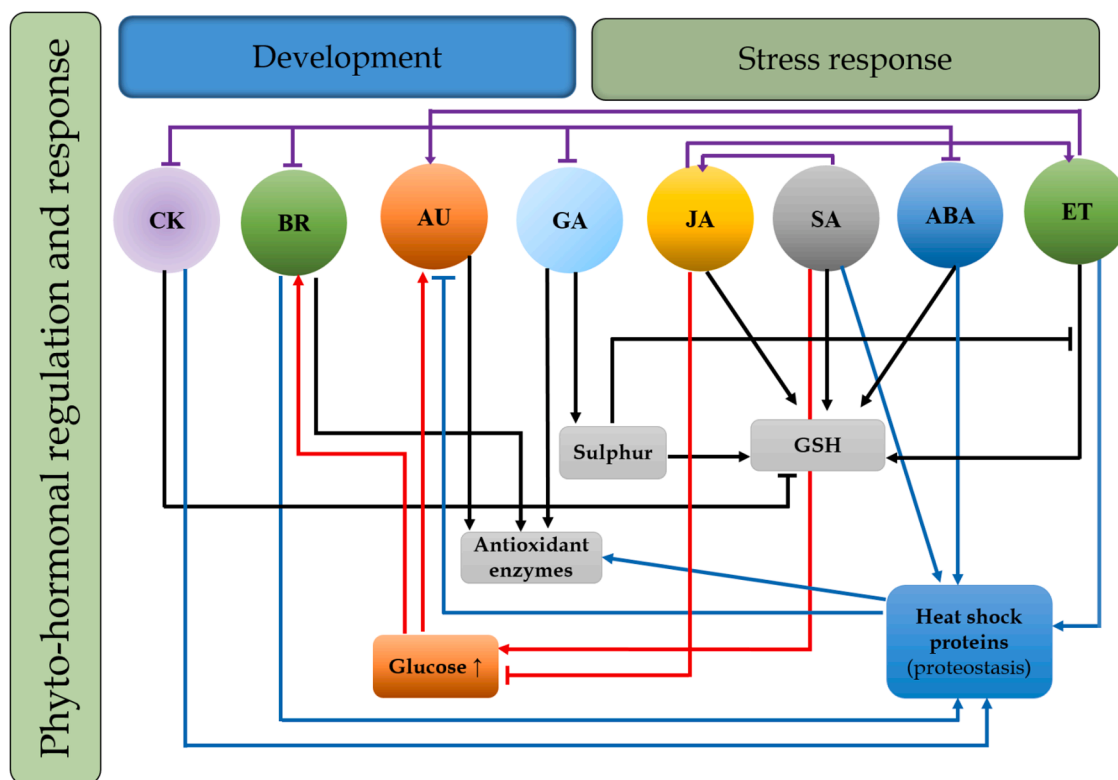 Phyto-hormonal regulation and response
Development
Stress response
CK
BR
AU
GA
JA
SA
ABA
ET
Sulphur
GSH
Antioxidant
enzymes
Heat shock
proteins
(proteostasis)
Glucose ↑